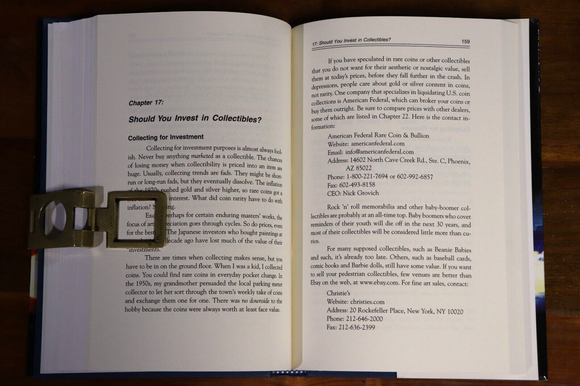 Chapter 17:
Should You Invest in Collectibles?
Collecting for Investment
Collecting for investment purposes is almost always fool-
ish. Never buy anything marketed as a collectible. The chances
of losing money when collectibility is priced into an item are
huge. Usually, collecting trends are fads. They might be short-
run or long-run fads, but they eventually dissolve. The inflation
pushed gold and silver higher, so rare coins got a
interest. What did coin rarity have to do with
inflation?
perhaps for certain enduring masters' works, the
focus of art appreciation goes through cycles. So do prices, even
for the best. The Japanese investors who bought paintings at
decade ago have lost much of the value of their
investments.
There are times when collecting makes sense, but you
have to be in on the ground floor. When I was a kid, I collected
coins. You could find rare coins in everyday pocket change. In
the 1950s, my grandmother persuaded the local parking meter
collector to let her sort through the town's weekly take of coins
and exchange them one for one. There was no downside to the
hobby because the coins were always worth at least face value.
17: Should You Invest in Collectibles? 159
If you have speculated in rare coins or other collectibles
that you do not want for their aesthetic or nostalgic value, sell
them at today's prices, before they fall further in the crash. In
depressions, people care about gold or silver content in coins,
not rarity. One company that specializes in liquidating U.S. coin
collections is American Federal, which can broker your coins or
buy them outright. Be sure to compare prices with other dealers,
some of which are listed in Chapter 22. Here is the contact in-
formation:
American Federal Rare Coin & Bullion
Website: americanfederal.com
Email: info@americanfederal.com
Address: 14602 North Cave Creek Rd., Ste. C, Phoenix,
AZ 85022
Phone: 1-800-221-7694 or 602-992-6857
Fax: 602-493-8158
CEO: Nick Grovich
Rock 'n' roll memorabilia and other baby-boomer col-
lectibles are probably at an all-time top. Baby boomers who covet
reminders of their youth will die off in the next 30 years, and
most of their collectibles will be considered little more than cu-
rios.
For many supposed collectibles, such as Beanie Babies
and such, it's already too late. Others, such as baseball cards,
comic books and Barbie dolls, still have some value. If you want
to sell your pedestrian collectibles, few venues are better than
Ebay on the web, at www.ebay.com. For fine art sales, contact:
Christie's
Website: christies.com
Address: 20 Rockefeller Place, New York, NY 10020
Phone: 212-646-2000
Fax: 212-636-2399